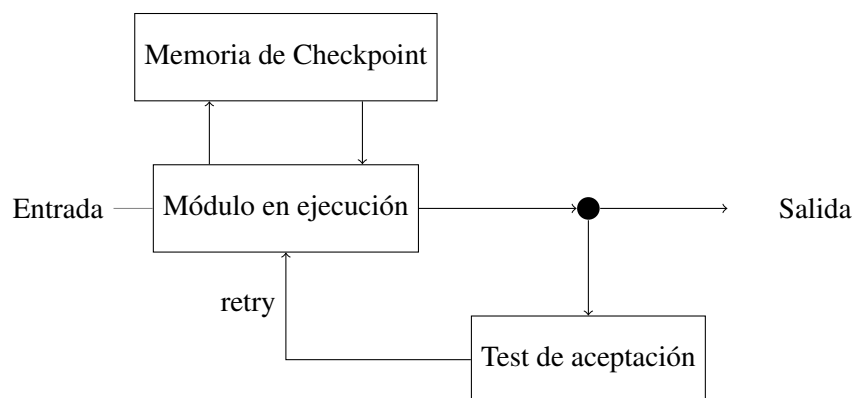 Memoria de Checkpoint
Entrada
Módulo en ejecución
Salida
retry
Test de aceptación